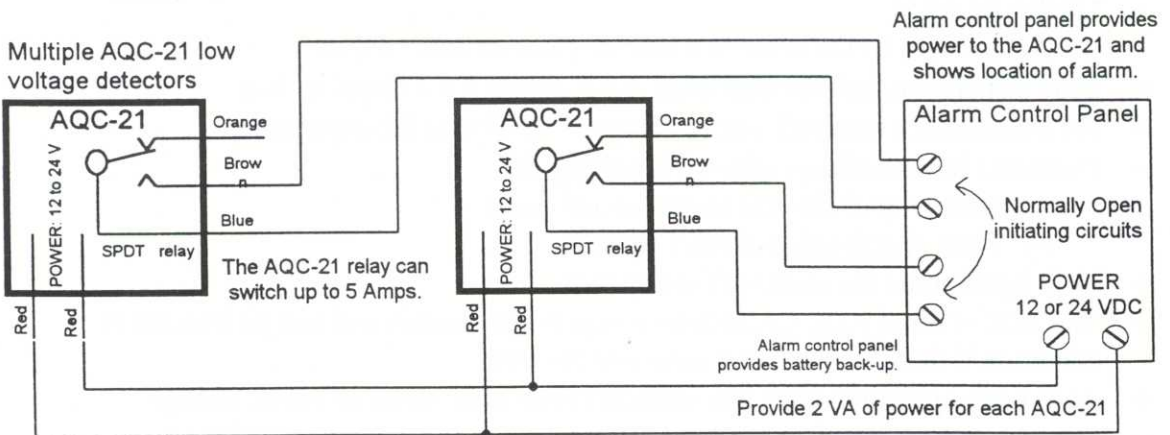 Multiple AQC-21 low
voltage detectors
AQC-21
POWER: 12 to 24 V
Orange
Brow
n
Blue
SPDT relay
Red
Red
The AQC-21 relay can
switch up to 5 Amps.
AQC-21
POWER: 12 to 24 V
Orange
Brow
n
Blue
SPDT relay
Red
Red
Alarm control panel provides
power to the AQC-21 and
shows location of alarm.
Alarm Control Panel
Normally Open
initiating circuits
POWER
12 or 24 VDC
Alarm control panel
provides battery back-up.
Provide 2 VA of power for each AQC-21